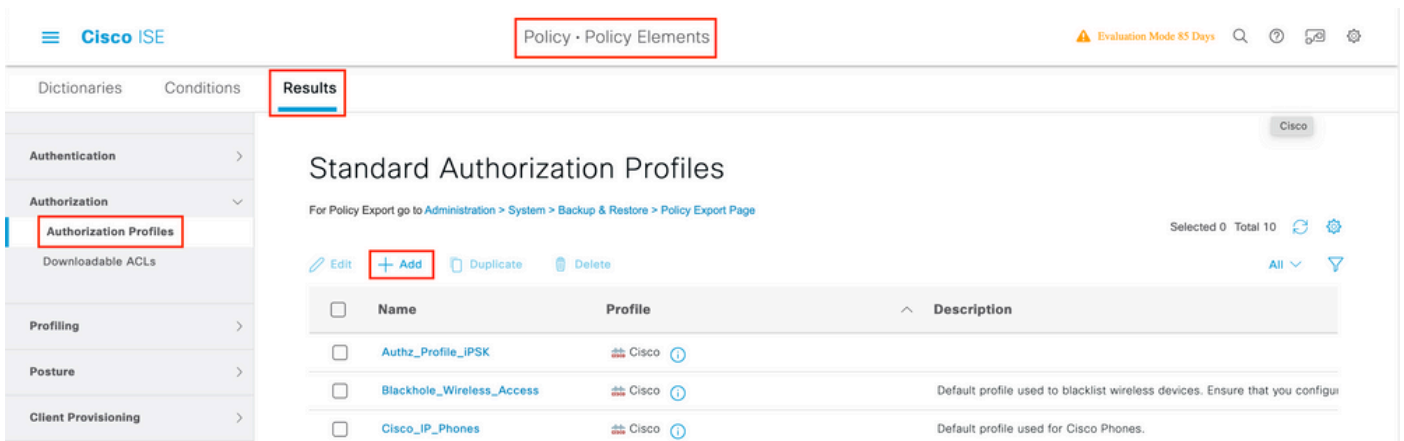 Cisco ISE
Policy · Policy Elements
Evaluation Mode 85 Days
Dictionaries
Conditions
Results
Cisco
Authentication
Authorization
Authorization Profiles
Downloadable ACLs
Profiling
Posture
Client Provisioning
Standard Authorization Profiles
For Policy Export go to Administration > System > Backup & Restore > Policy Export Page
Selected 0 Total 10
Edit + Add Duplicate Delete
All
Name Profile Description
Authz_Profile_iPSK Cisco
Blackhole_Wireless_Access Cisco Default profile used to blacklist wireless devices. Ensure that you configur
Cisco_IP_Phones Cisco Default profile used for Cisco Phones.